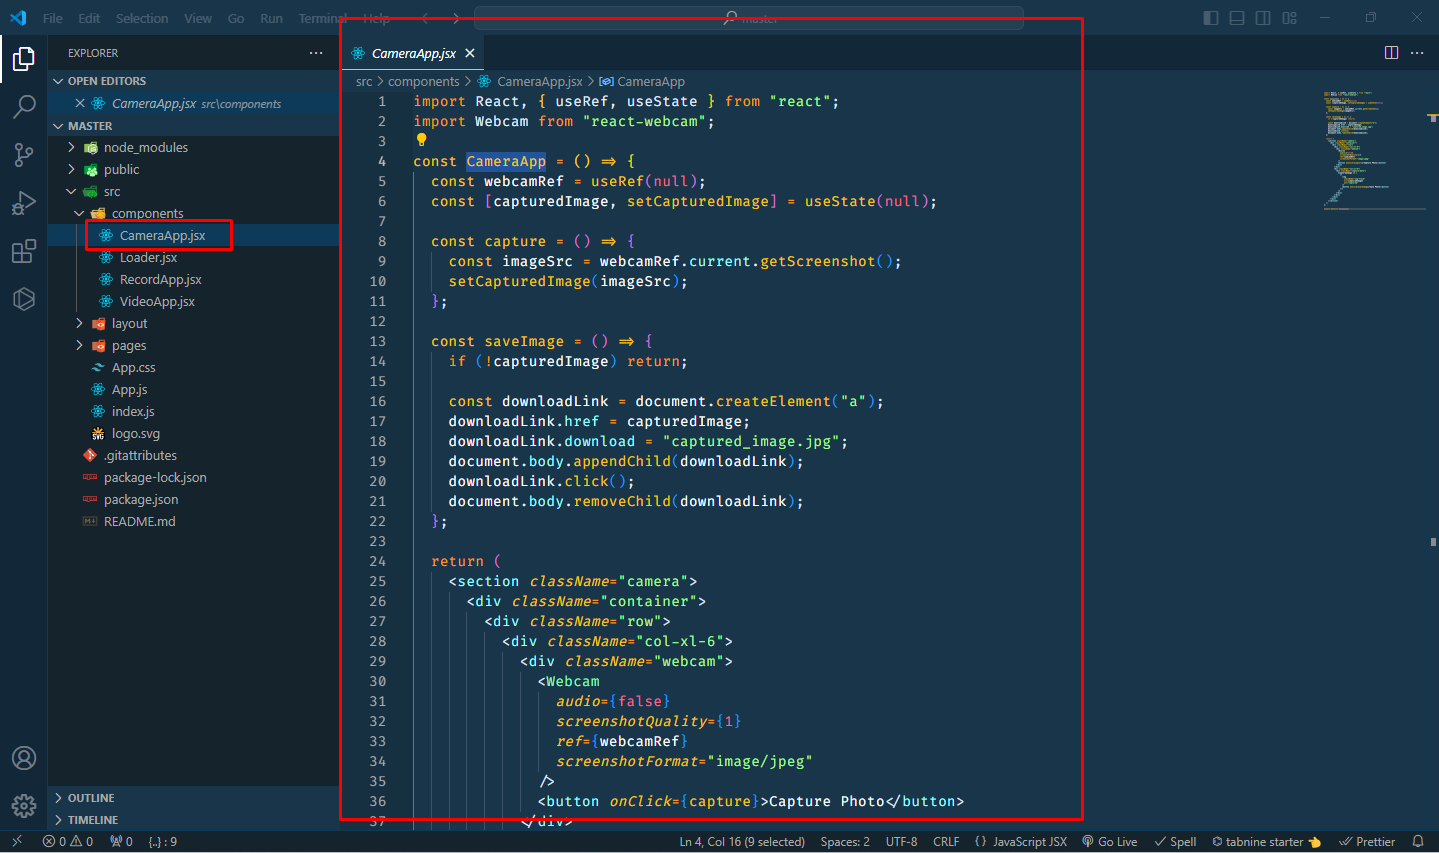 File Edit Selection View Go Run Terminal Help
master
EXPLORER
OPEN EDITORS
CameraApp.jsx src\components
MASTER
node_modules
public
src
components
CameraApp.jsx
Loader.jsx
RecordApp.jsx
VideoApp.jsx
layout
pages
App.css
App.js
index.js
logo.svg
.gitattributes
package-lock.json
package.json
README.md
OUTLINE
TIMELINE
CameraApp.jsx
src > components > CameraApp.jsx > CameraApp
1 import React, { useRef, useState } from "react";
2 import Webcam from "react-webcam";
3
4 const CameraApp = () => {
5 const webcamRef = useRef(null);
6 const [capturedImage, setCapturedImage] = useState(null);
7
8 const capture = () => {
9 const imageSrc = webcamRef.current.getScreenshot();
10 setCapturedImage(imageSrc);
11 };
12
13 const saveImage = () => {
14 if (!capturedImage) return;
15
16 const downloadLink = document.createElement("a");
17 downloadLink.href = capturedImage;
18 downloadLink.download = "captured_image.jpg";
19 document.body.appendChild(downloadLink);
20 downloadLink.click();
21 document.body.removeChild(downloadLink);
22 };
23
24 return (
25 <section className="camera">
26 <div className="container">
27 <div className="row">
28 <div className="col-xl-6">
29 <div className="webcam">
30 <Webcam
31 audio={false}
32 screenshotQuality={1}
33 ref={webcamRef}
34 screenshotFormat="image/jpeg"
35 />
36 <button onClick={capture}>Capture Photo</button>
37 </div>
0 0 0 {..} : 9 Ln 4, Col 16 (9 selected) Spaces: 2 UTF-8 CRLF {} JavaScript JSX Go Live Spell tabnine starter Prettier